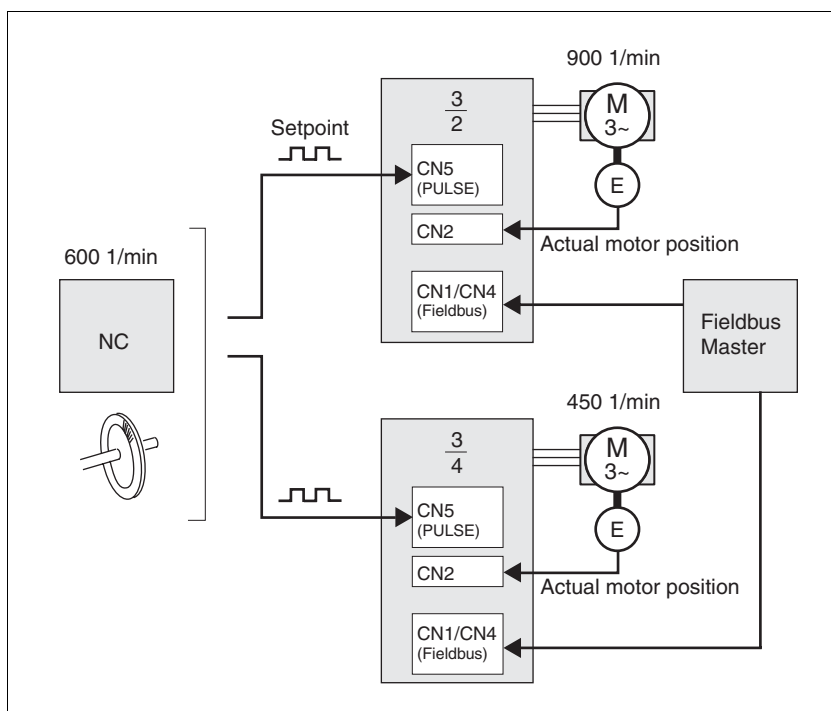 600 1/min
NC
Setpoint
3
2
CN5
(PULSE)
CN2
CN1/CN4
(Fieldbus)
900 1/min
M
3~
E
Actual motor position
Fieldbus
Master
3
4
CN5
(PULSE)
CN2
CN1/CN4
(Fieldbus)
450 1/min
M
3~
E
Actual motor position